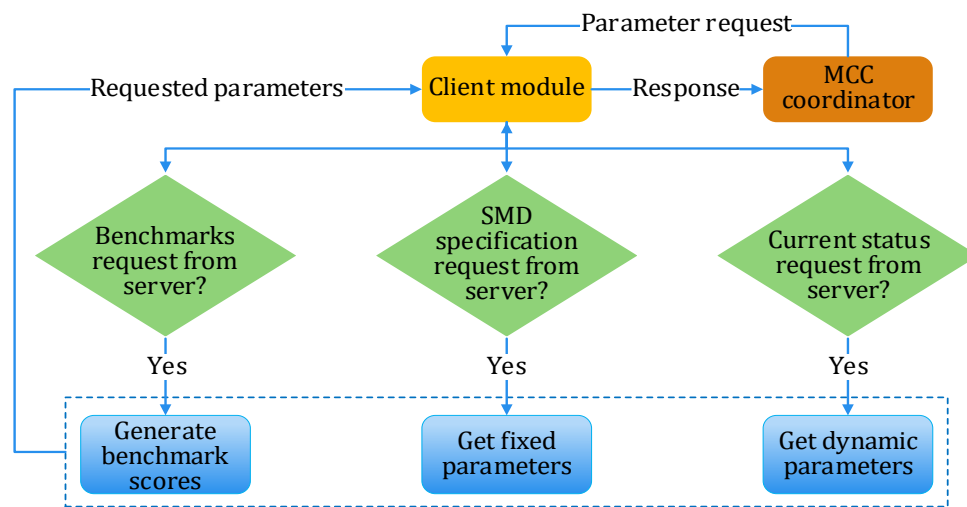 Parameter request
Requested parameters
Client module
Response
MCC
coordinator
Benchmarks
request from
server?
SMD
specification
request from
server?
Current status
request from
server?
Yes
Yes
Yes
Generate
benchmark
scores
Get fixed
parameters
Get dynamic
parameters